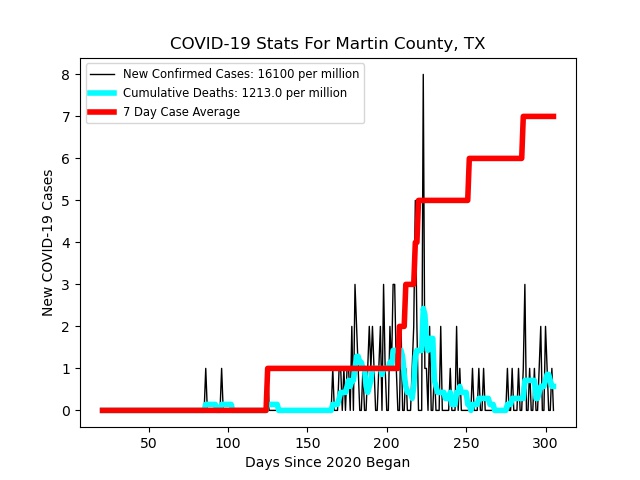 COVID-19 Stats For Martin County, TX
New Confirmed Cases: 16100 per million
Cumulative Deaths: 1213.0 per million
7 Day Case Average
New COVID-19 Cases
8
7
6
5
4
3
2
1
0
50 100 150 200 250 300
Days Since 2020 Began